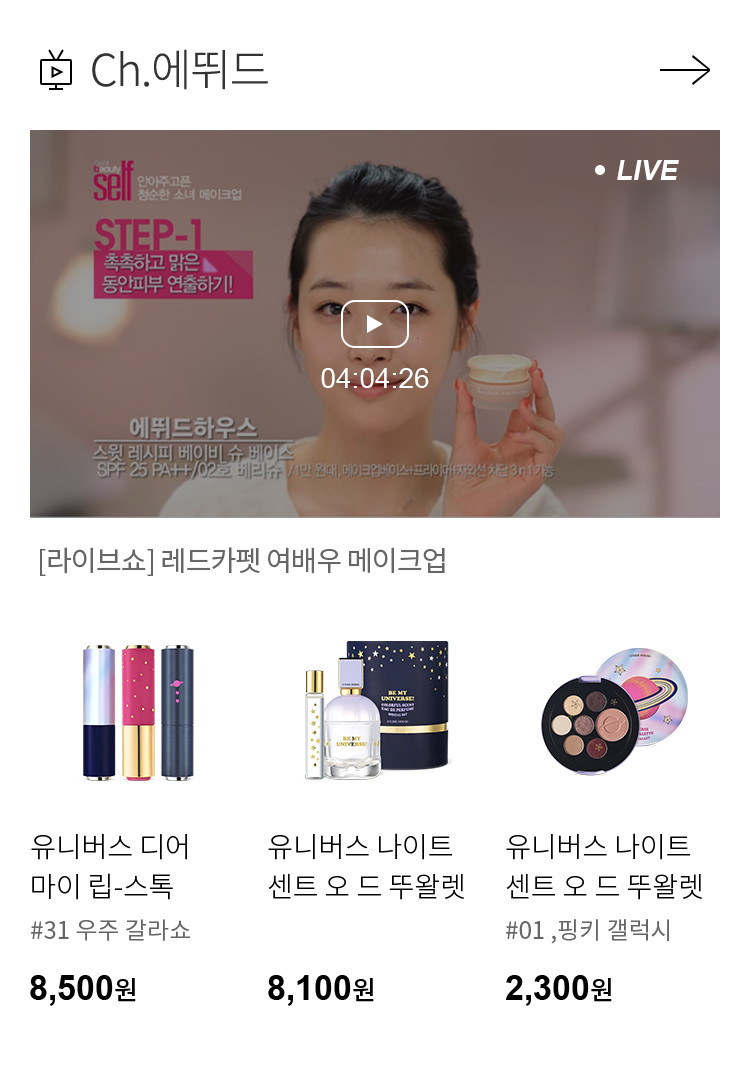 Ch.에뛰드
LIVE
beauty
self
안아주고픈
청순한 소녀 메이크업
STEP-1
촉촉하고 맑은
동안피부 연출하기!
04:04:26
에뛰드하우스
스윗 레시피 베이비 슈 베이스
SPF 25 PA++/02호 베리슈 /1만 원대, 메이크업베이스+프라이머+자외선 차단 3 in 1 기능
[라이브쇼] 레드카펫 여배우 메이크업
BE MY
UNIVERSE!
COLORFUL SCENT
EAU DE PERFUME
SPECIAL SET
BE MY
UNIVERSE!
유니버스 디어
마이 립-스톡
#31 우주 갈라쇼
8,500원
유니버스 나이트
센트 오 드 뚜왈렛
8,100원
유니버스 나이트
센트 오 드 뚜왈렛
#01 ,핑키 갤럭시
2,300원